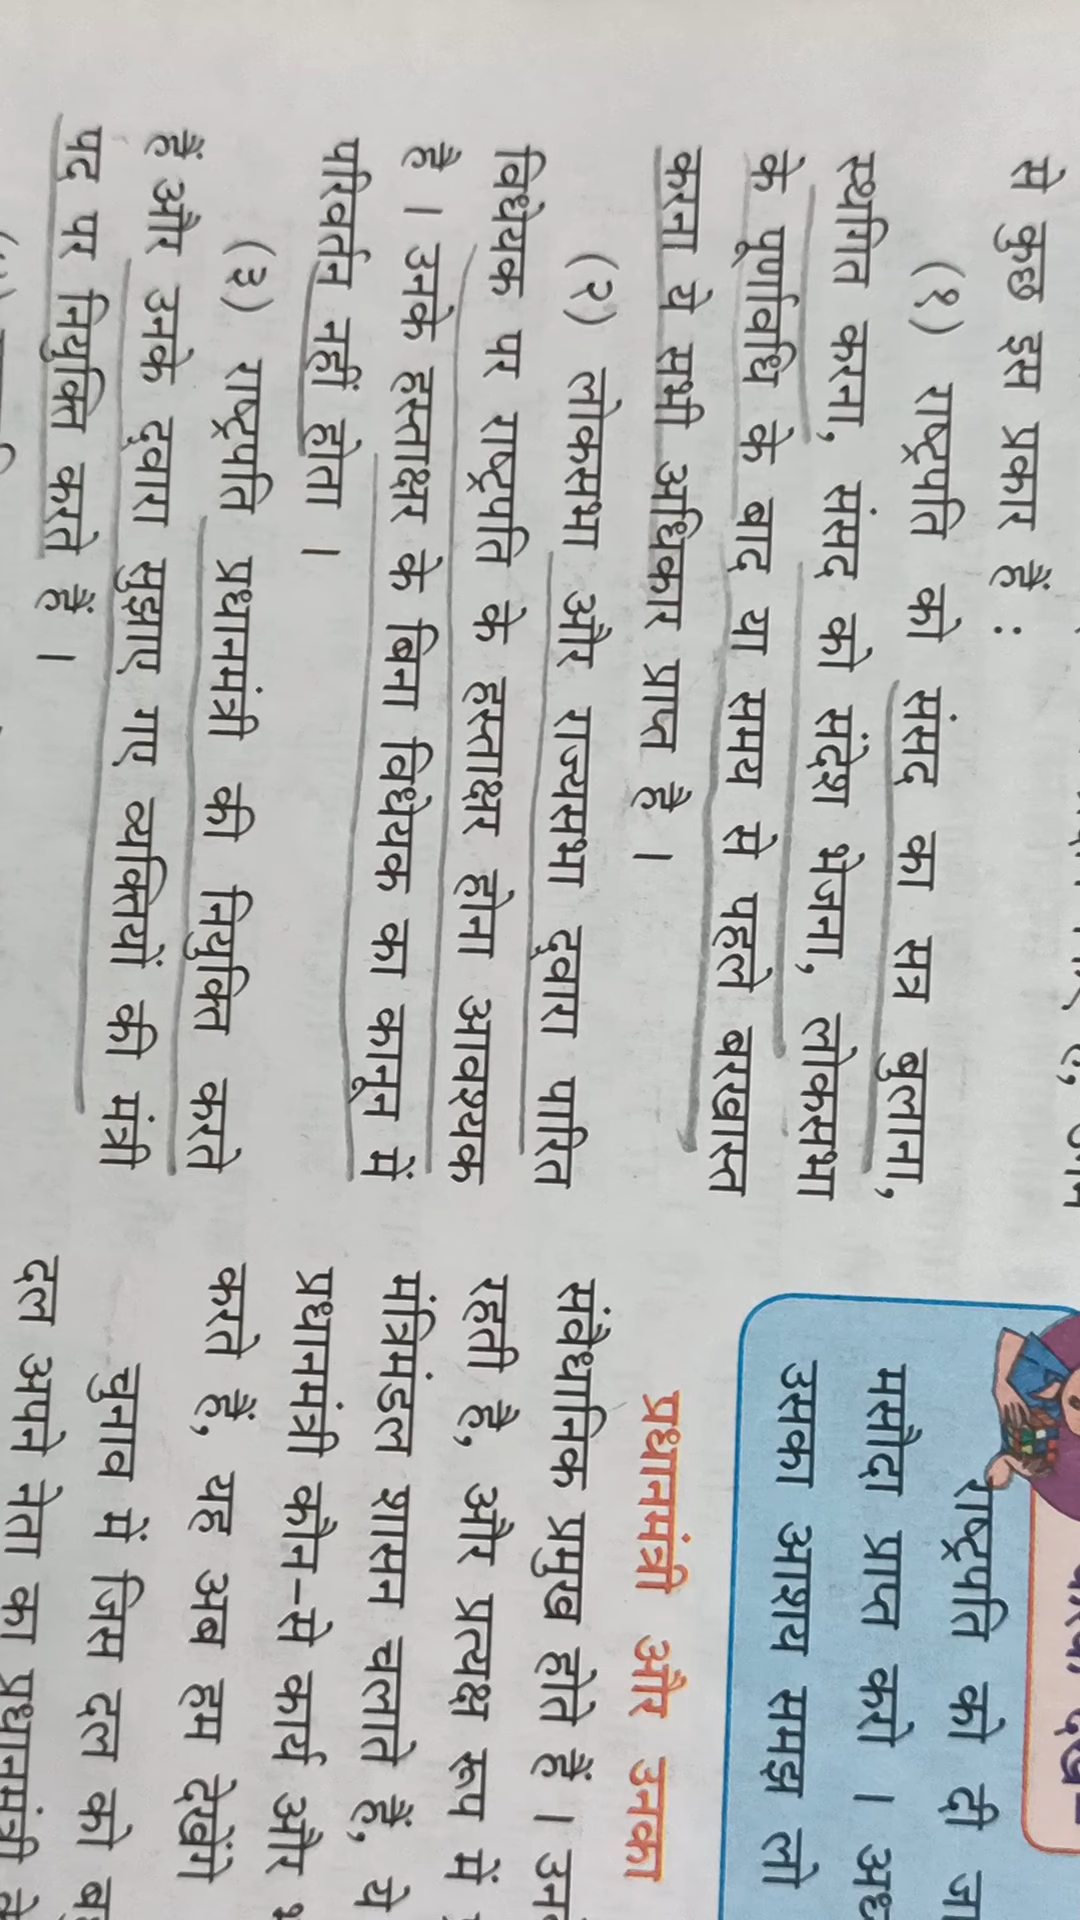 से कुछ इस प्रकार हैं :
(१) राष्ट्रपति को संसद का सत्र बुलाना,
स्थगित करना, संसद को संदेश भेजना, लोकसभा
के पूर्णावधि के बाद या समय से पहले बरखास्त
करना ये सभी अधिकार प्राप्त है ।
(२) लोकसभा और राज्यसभा द्वारा पारित
विधेयक पर राष्ट्रपति के हस्ताक्षर होना आवश्यक
है । उनके हस्ताक्षर के बिना विधेयक का कानून में
परिवर्तन नहीं होता ।
(३) राष्ट्रपति प्रधानमंत्री की नियुक्ति करते
हैं और उनके द्वारा सुझाए गए व्यक्तियों की मंत्री
पद पर नियुक्ति करते हैं ।
राष्ट्रपति को दी जा
मसौदा प्राप्त करो ।
उसका आशय समझ लो
प्रधानमंत्री और उनका
संवैधानिक प्रमुख होते हैं ।
रहती है, और प्रत्यक्ष रूप में
मंत्रिमंडल शासन चलाते हैं, ये
प्रधानमंत्री कौन-से कार्य और
करते हैं, यह अब हम देखेंगे
चुनाव में जिस दल को
दल अपने नेता का प्रधानमंत्री